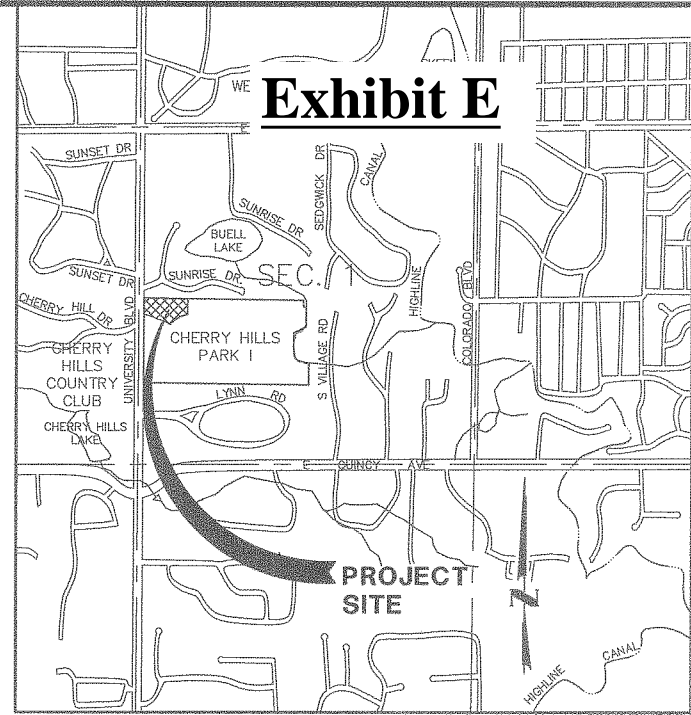 Exhibit E
WE
E
SUNSET DR
SUNRISE DR
SEDGWICK DR
CANAL
BUELL
LAKE
SUNSET DR
SUNRISE DR.
SEC. 1
HIGHLINE
COLORADO BLVD
CHERRY HILL DR
UNIVERSITY BLVD
CHERRY HILLS
PARK I
S VILLAGE RD
CHERRY
HILLS
COUNTRY
CLUB
LYNN RD
CHERRY HILLS
LAKE
E QUINCY AVE
PROJECT
SITE
N
HIGHLINE CANAL